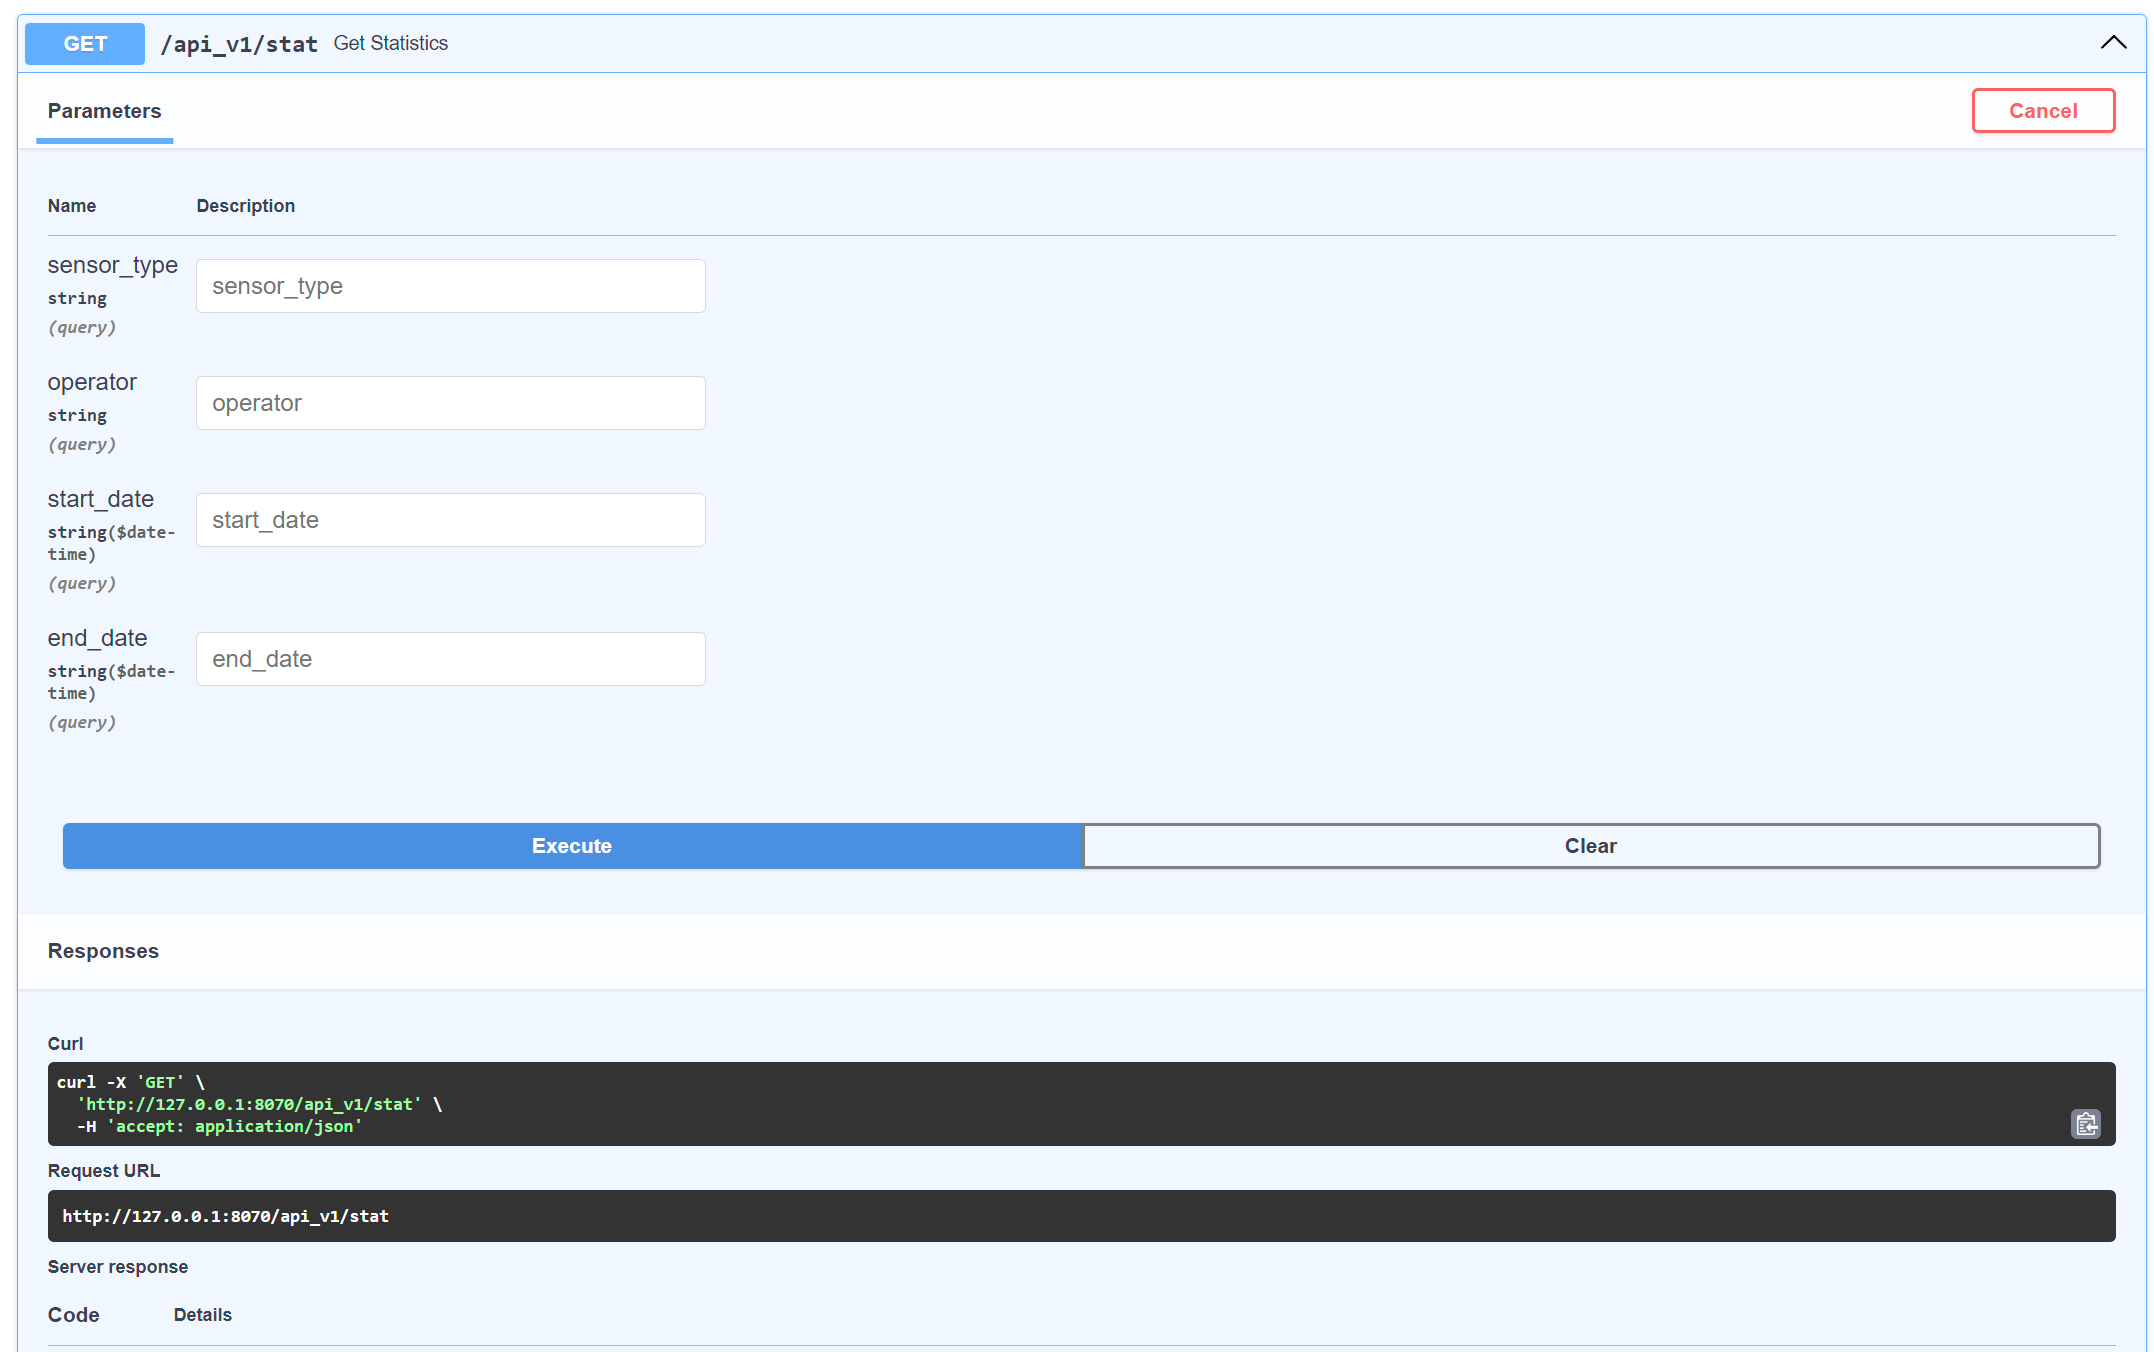 GET /api_v1/stat Get Statistics
Parameters
Cancel
Name Description
sensor_type
string
(query)
sensor_type
operator
string
(query)
operator
start_date
string($date-
time)
(query)
start_date
end_date
string($date-
time)
(query)
end_date
Execute
Clear
Responses
Curl
curl -X 'GET' \
  'http://127.0.0.1:8070/api_v1/stat' \
  -H 'accept: application/json'
Request URL
http://127.0.0.1:8070/api_v1/stat
Server response
Code Details